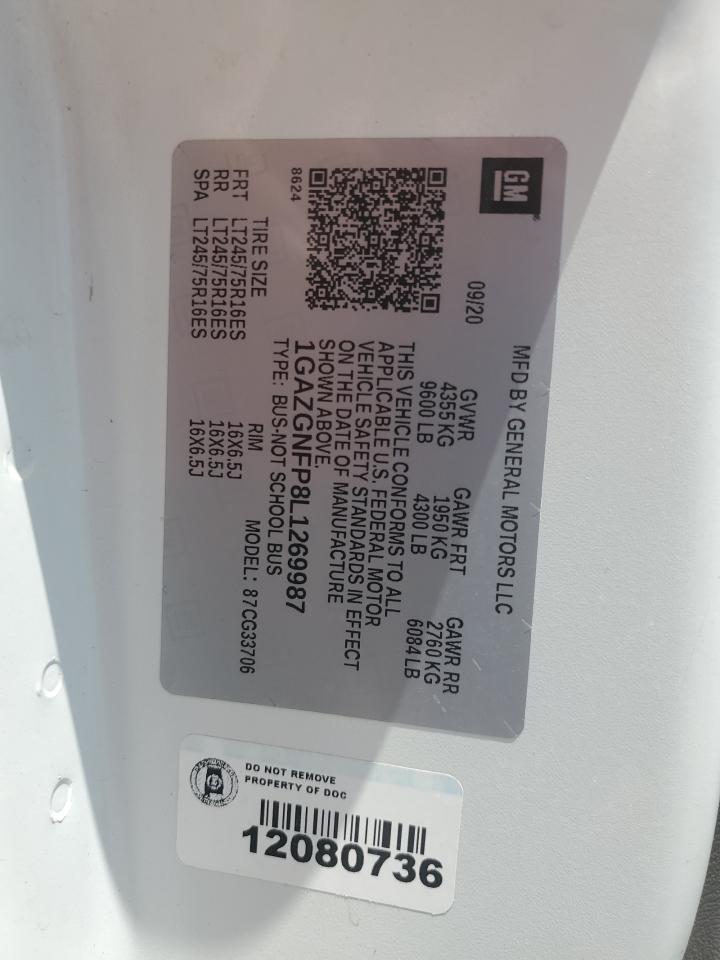 GM
MFD BY GENERAL MOTORS LLC
09/20
GVWR GAWR FRT GAWR RR
4355 KG 1950 KG 2760 KG
9600 LB 4300 LB 6084 LB
THIS VEHICLE CONFORMS TO ALL
APPLICABLE U.S. FEDERAL MOTOR
VEHICLE SAFETY STANDARDS IN EFFECT
ON THE DATE OF MANUFACTURE
SHOWN ABOVE.
8624
1GAZGNFP8L1269987
TYPE: BUS-NOT SCHOOL BUS
MODEL: 87CG33706
TIRE SIZE RIM
FRT LT245/75R16ES 16X6.5J
RR LT245/75R16ES 16X6.5J
SPA LT245/75R16ES 16X6.5J
DO NOT REMOVE
PROPERTY OF DOC
12080736